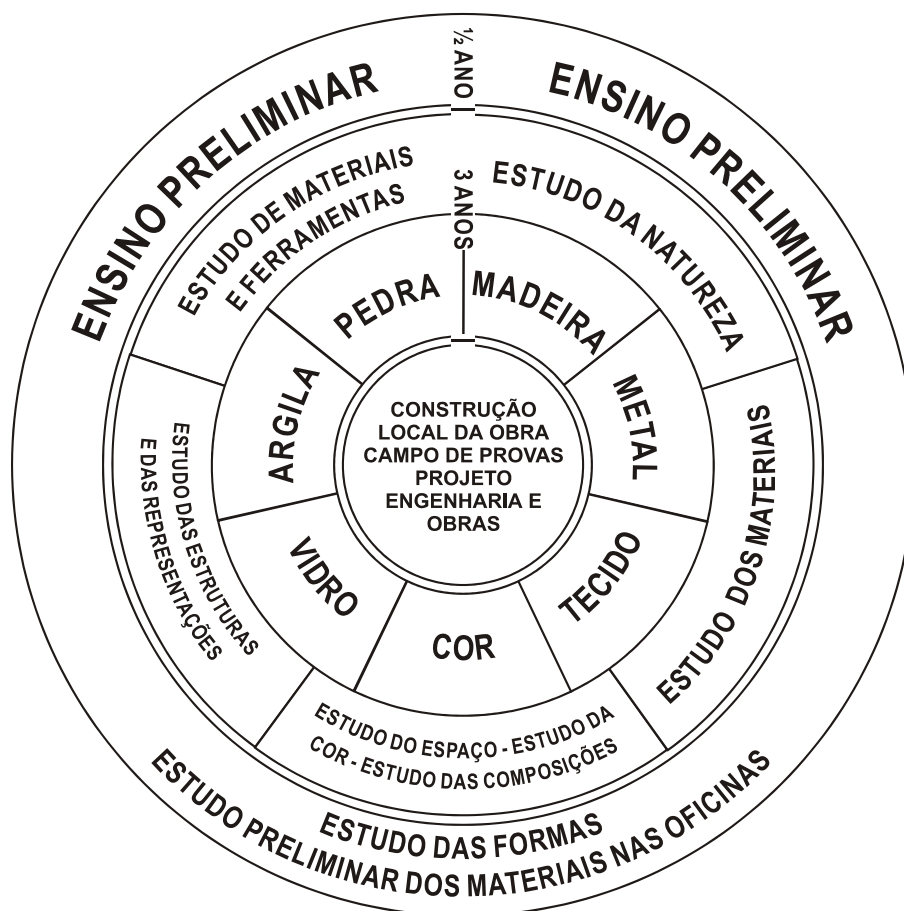 ½ ANO
ENSINO PRELIMINAR
ENSINO PRELIMINAR
ESTUDO DAS FORMAS
ESTUDO PRELIMINAR DOS MATERIAIS NAS OFICINAS
3 ANOS
ESTUDO DE MATERIAIS
E FERRAMENTAS
ESTUDO DA NATUREZA
ESTUDO DOS MATERIAIS
ESTUDO DO ESPAÇO - ESTUDO DA
COR - ESTUDO DAS COMPOSIÇÕES
ESTUDO DAS ESTRUTURAS
E DAS REPRESENTAÇÕES
PEDRA
MADEIRA
METAL
TECIDO
COR
VIDRO
ARGILA
CONSTRUÇÃO
LOCAL DA OBRA
CAMPO DE PROVAS
PROJETO
ENGENHARIA E
OBRAS